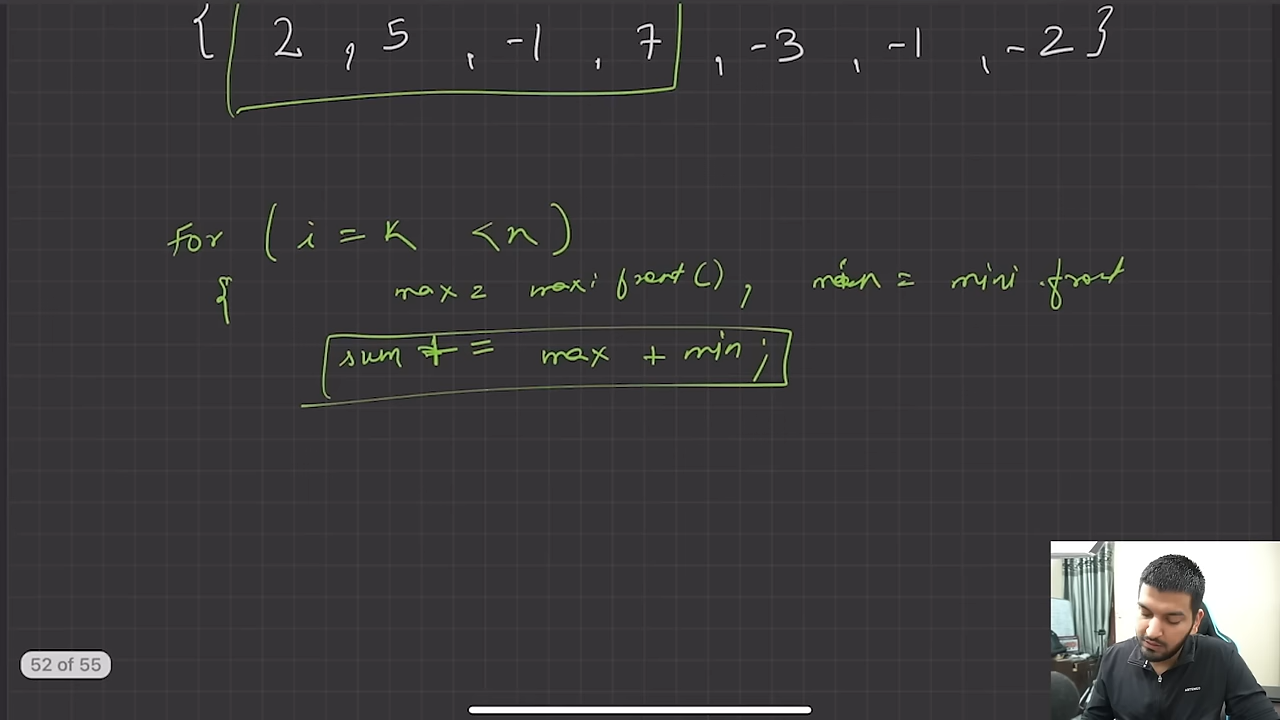 { 2 , 5 , -1 , 7 , -3 , -1 , -2 }
for ( i = K < n )
{ max = maxi front () , min = mini . front
sum += max + min ;
52 of 55